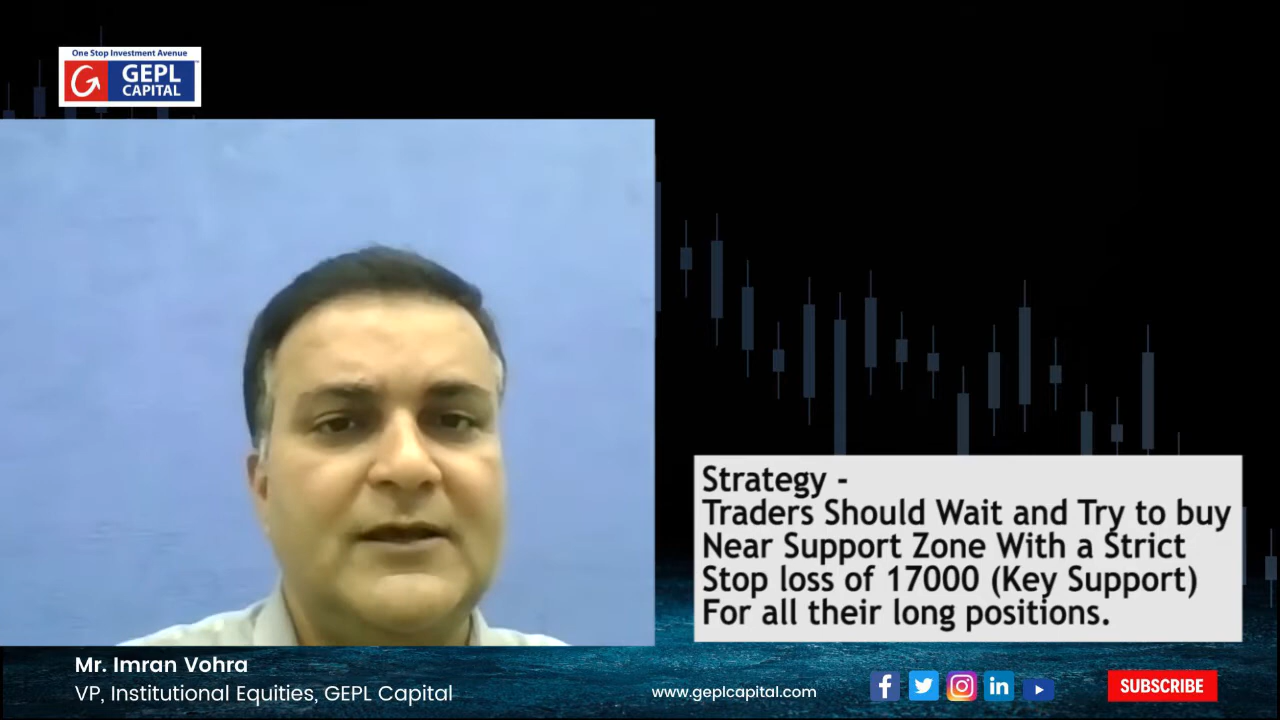 One Stop Investment Avenue
GEPL
CAPITAL
Strategy -
Traders Should Wait and Try to buy
Near Support Zone With a Strict
Stop loss of 17000 (Key Support)
For all their long positions.
Mr. Imran Vohra
VP, Institutional Equities, GEPL Capital
www.geplcapital.com
SUBSCRIBE